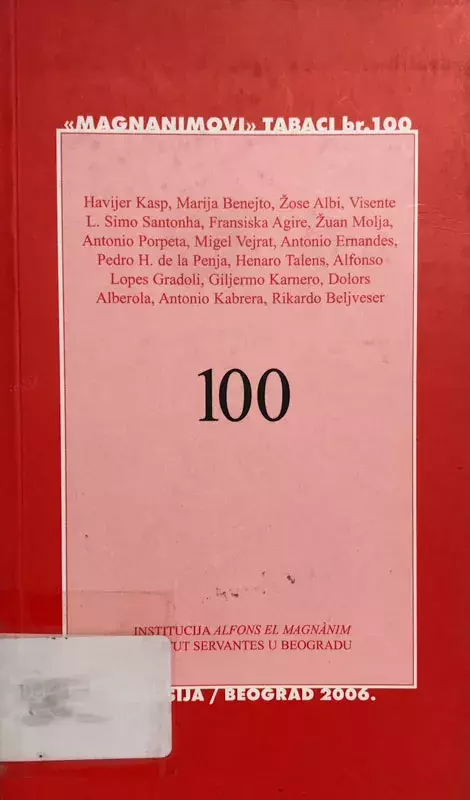 «MAGNANIMOVI» TABACI br.100
Havijer Kasp, Marija Benejto, Žose Albi, Visente
L. Simo Santonha, Fransiska Agire, Žuan Molja,
Antonio Porpeta, Migel Vejrat, Antonio Ernandes,
Pedro H. de la Penja, Henaro Talens, Alfonso
Lopes Gradoli, Giljermo Karnero, Dolors
Alberola, Antonio Kabrera, Rikardo Beljveser
100
INSTITUCIJA ALFONS EL MAGNÀNIM
SERVANTES U BEOGRADU
/ BEOGRAD 2006.